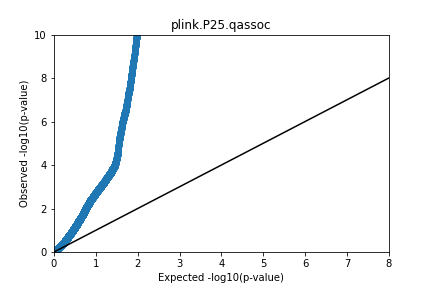 plink.P25.qassoc
Observed -log10(p-value)
10
8
6
4
2
0
0 1 2 3 4 5 6 7 8
Expected -log10(p-value)